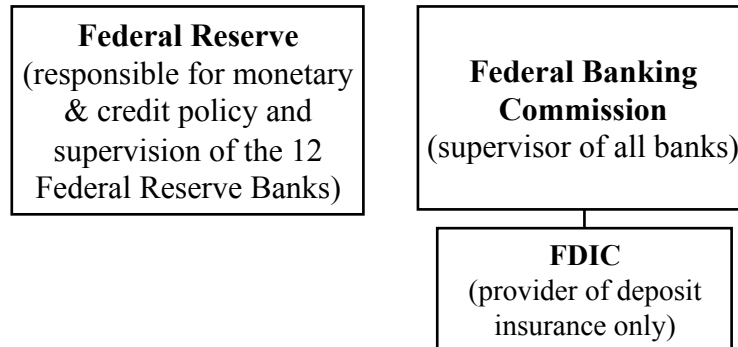 Federal Reserve
(responsible for monetary
& credit policy and
supervision of the 12
Federal Reserve Banks)
Federal Banking
Commission
(supervisor of all banks)
FDIC
(provider of deposit
insurance only)